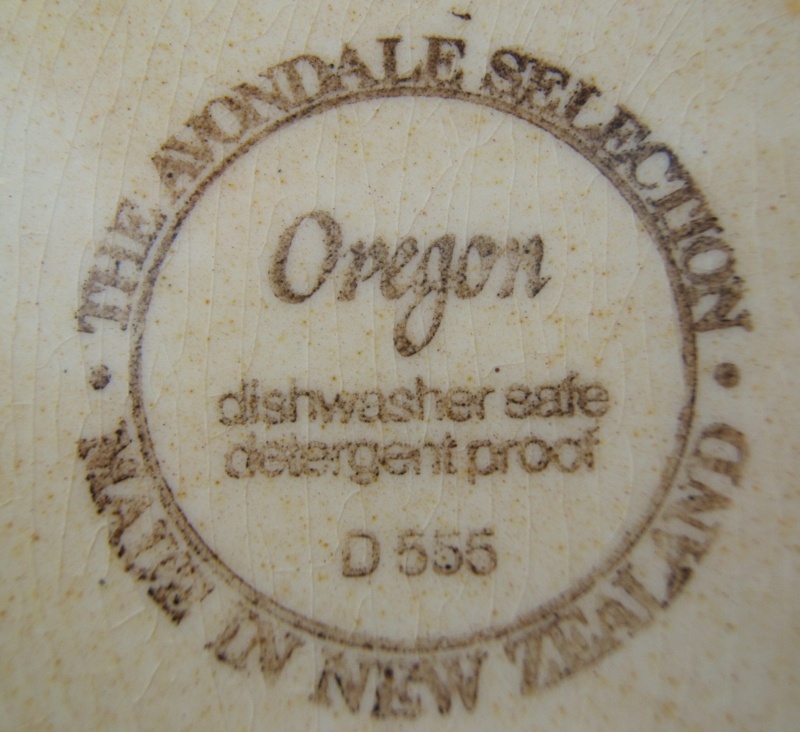 THE AVONDALE SELECTION
Oregon
dishwasher safe
detergent proof
D 555
MADE IN NEW ZEALAND